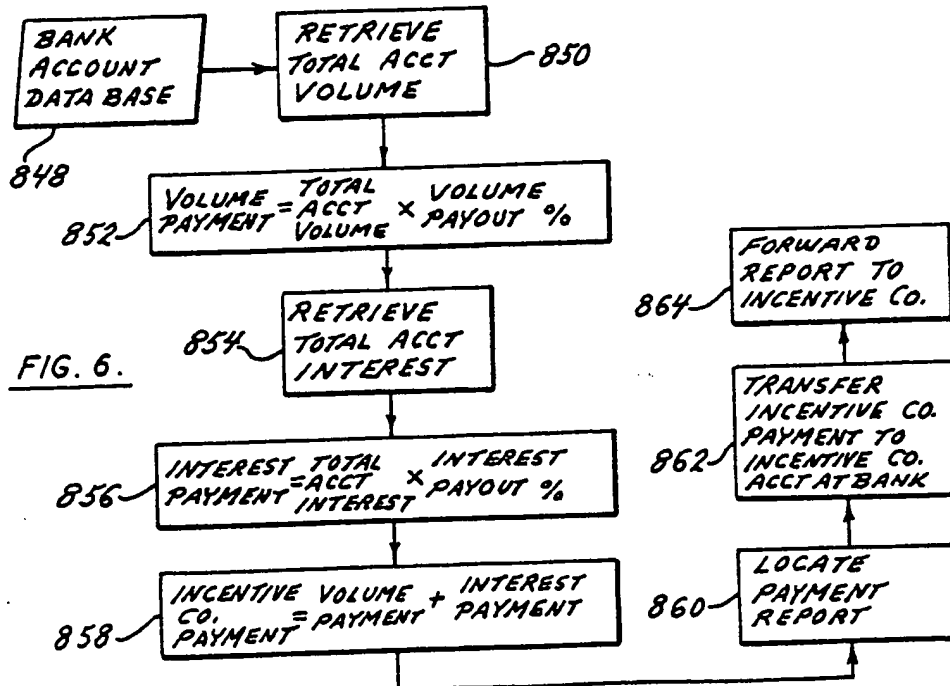 BANK
ACCOUNT
DATA BASE
848
RETRIEVE
TOTAL ACCT
VOLUME
850
VOLUME
PAYMENT
=
TOTAL
ACCT
VOLUME
×
VOLUME
PAYOUT %
852
RETRIEVE
TOTAL ACCT
INTEREST
854
FIG. 6.
INTEREST
PAYMENT
=
TOTAL
ACCT
INTEREST
×
INTEREST
PAYOUT %
856
INCENTIVE
CO.
PAYMENT
=
VOLUME
PAYMENT
+
INTEREST
PAYMENT
858
LOCATE
PAYMENT
REPORT
860
TRANSFER
INCENTIVE CO.
PAYMENT TO
INCENTIVE CO.
ACCT AT BANK
862
FORWARD
REPORT TO
INCENTIVE CO.
864